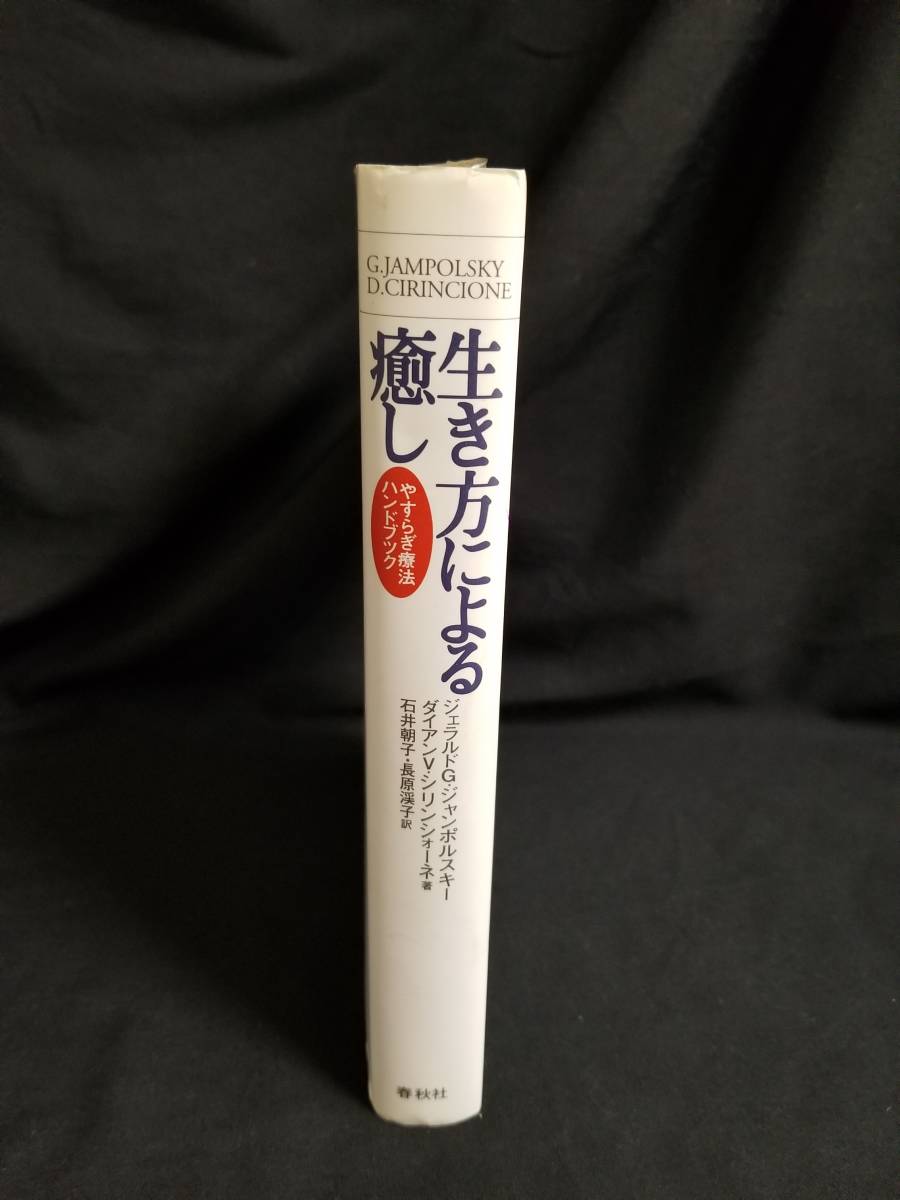 G.JAMPOLSKY
D.CIRINCIONE
生き方による
癒し
やすらぎ療法
ハンドブック
ジェラルドG・ジャンポルスキー
ダイアンV・シリンシォーネ 著
石井朝子・長原渓子 訳
春秋社